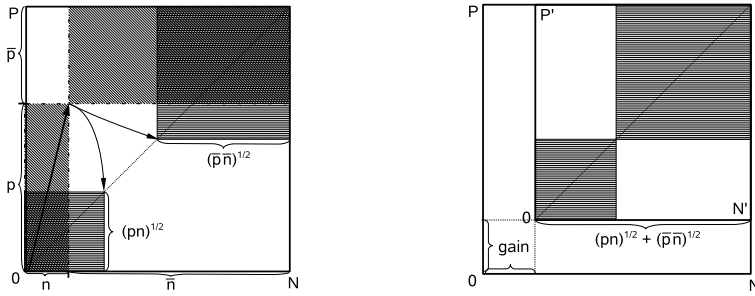 P
p̅
p
0
n
n̅
N
(p̅ n̅)¹/²
(pn)¹/²
P
P'
0
N'
(pn)¹/² + (p̅ n̅)¹/²
gain
0
N